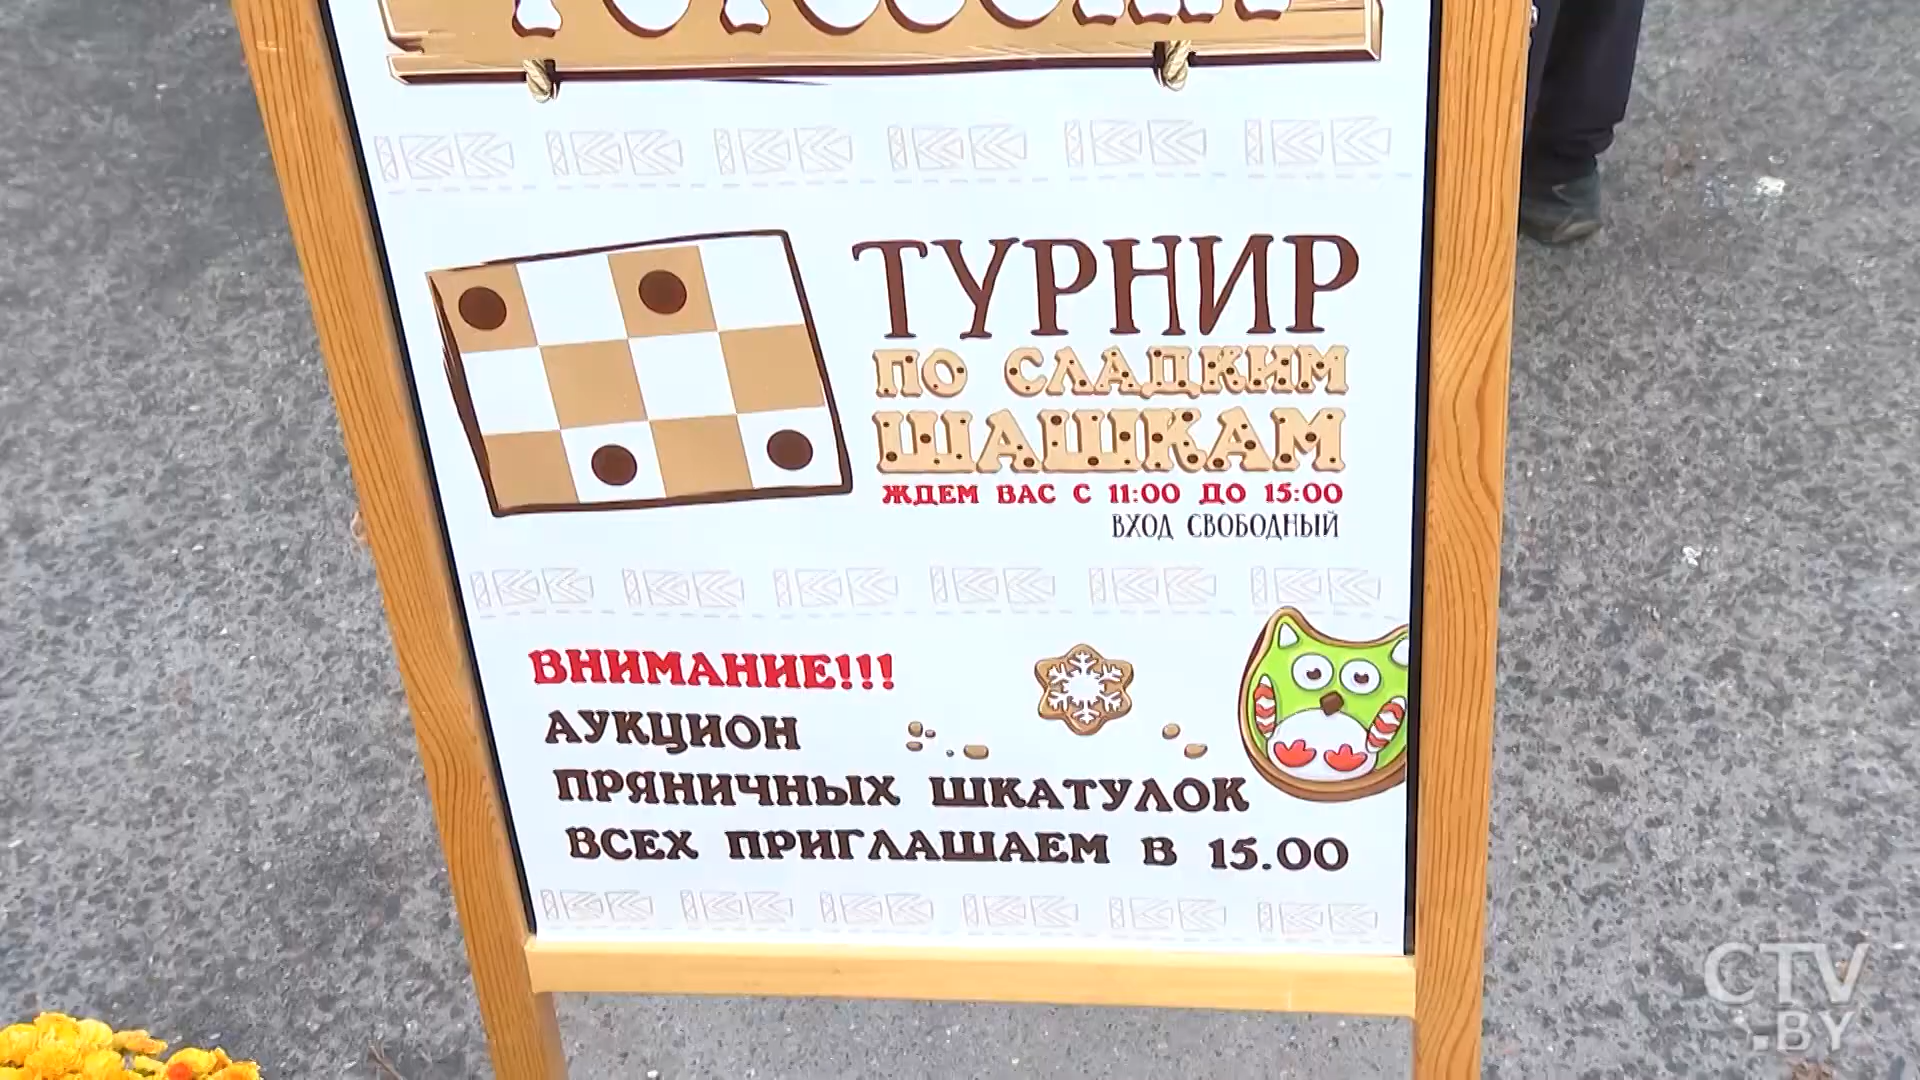 ТУРНИР
ПО СЛАДКИМ
ШАШКАМ
ЖДЕМ ВАС С 11:00 ДО 15:00
ВХОД СВОБОДНЫЙ
ВНИМАНИЕ!!!
АУКЦИОН
ПРЯНИЧНЫХ ШКАТУЛОК
ВСЕХ ПРИГЛАШАЕМ В 15.00
CTV
.BY